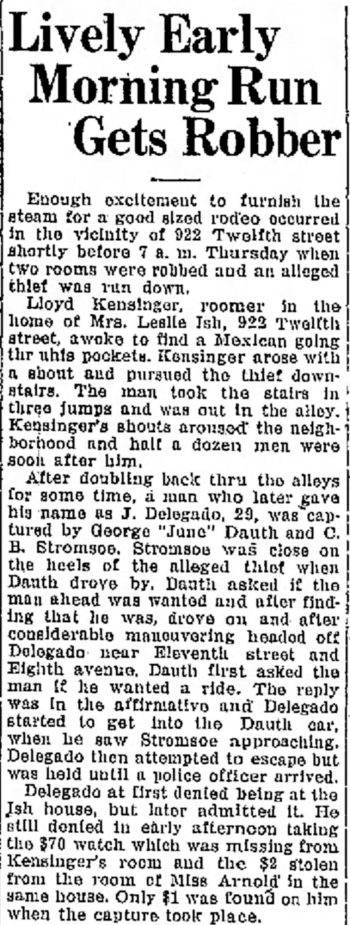 Lively Early
Morning Run
Gets Robber
Enough excitement to furnish the
steam for a good sized rodeo occurred
in the vicinity of 922 Twelfth street
shortly before 7 a. m. Thursday when
two rooms were robbed and an alleged
thief was run down.
Lloyd Kensinger, roomer in the
home of Mrs. Leslie Ish, 922 Twelfth
street, awoke to find a Mexican going
thr uhis pockets. Kensinger arose with
a shout and pursued the thief down-
stairs. The man took the stairs in
three jumps and was out in the alley.
Kensinger's shouts aroused the neigh-
borhood and half a dozen men were
soon after him.
After doubling back thru the alleys
for some time, a man who later gave
his name as J. Delegado, 29, was cap-
tured by George "June" Dauth and C.
B. Stromsoe. Stromsoe was close on
the heels of the alleged thief when
Dauth drove by. Dauth asked if the
man ahead was wanted and after find-
ing that he was, drove on and after
considerable maneuvering headed off
Delegado near Eleventh street and
Eighth avenue. Dauth first asked the
man if he wanted a ride. The reply
was in the affirmative and Delegado
started to get into the Dauth car,
when he saw Stromsoe approaching.
Delegado then attempted to escape but
was held until a police officer arrived.
Delegado at first denied being at the
Ish house, but later admitted it. He
still denied in early afternoon taking
the $70 watch which was missing from
Kensinger's room and the $2 stolen
from the room of Miss Arnold in the
same house. Only $1 was found on him
when the capture took place.